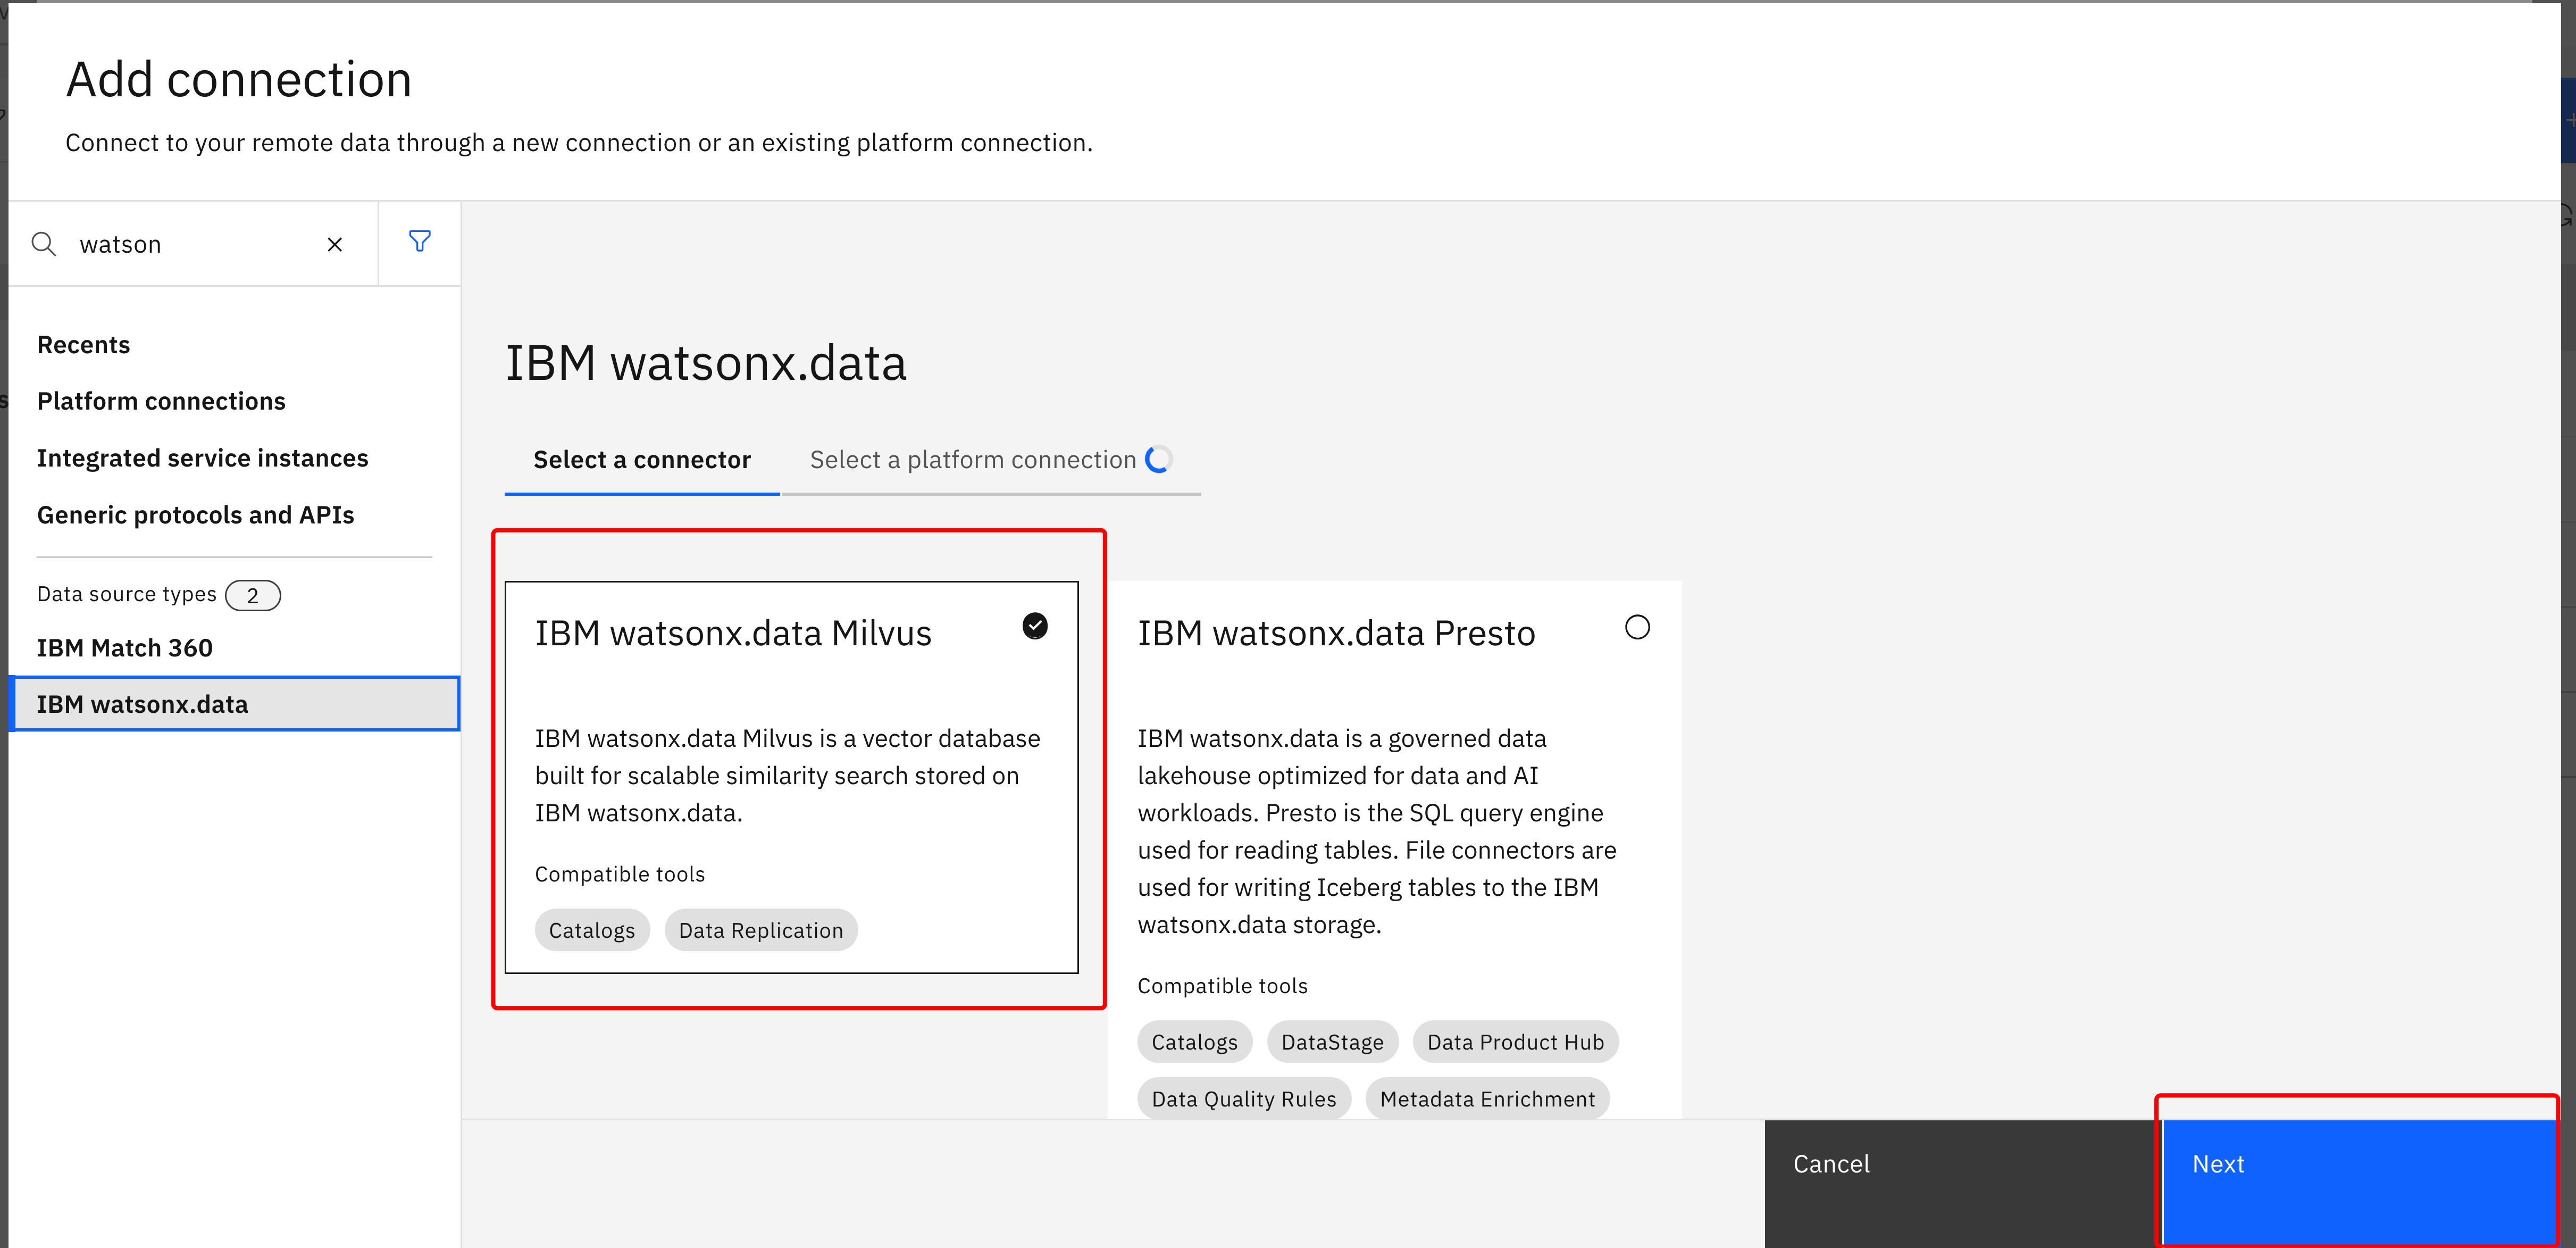 Add connection
Connect to your remote data through a new connection or an existing platform connection.
watson
Recents
Platform connections
Integrated service instances
Generic protocols and APIs
Data source types 2
IBM Match 360
IBM watsonx.data
IBM watsonx.data
Select a connector
Select a platform connection
IBM watsonx.data Milvus
IBM watsonx.data Milvus is a vector database
built for scalable similarity search stored on
IBM watsonx.data.
Compatible tools
Catalogs
Data Replication
IBM watsonx.data Presto
IBM watsonx.data is a governed data
lakehouse optimized for data and AI
workloads. Presto is the SQL query engine
used for reading tables. File connectors are
used for writing Iceberg tables to the IBM
watsonx.data storage.
Compatible tools
Catalogs
DataStage
Data Product Hub
Data Quality Rules
Metadata Enrichment
Cancel
Next